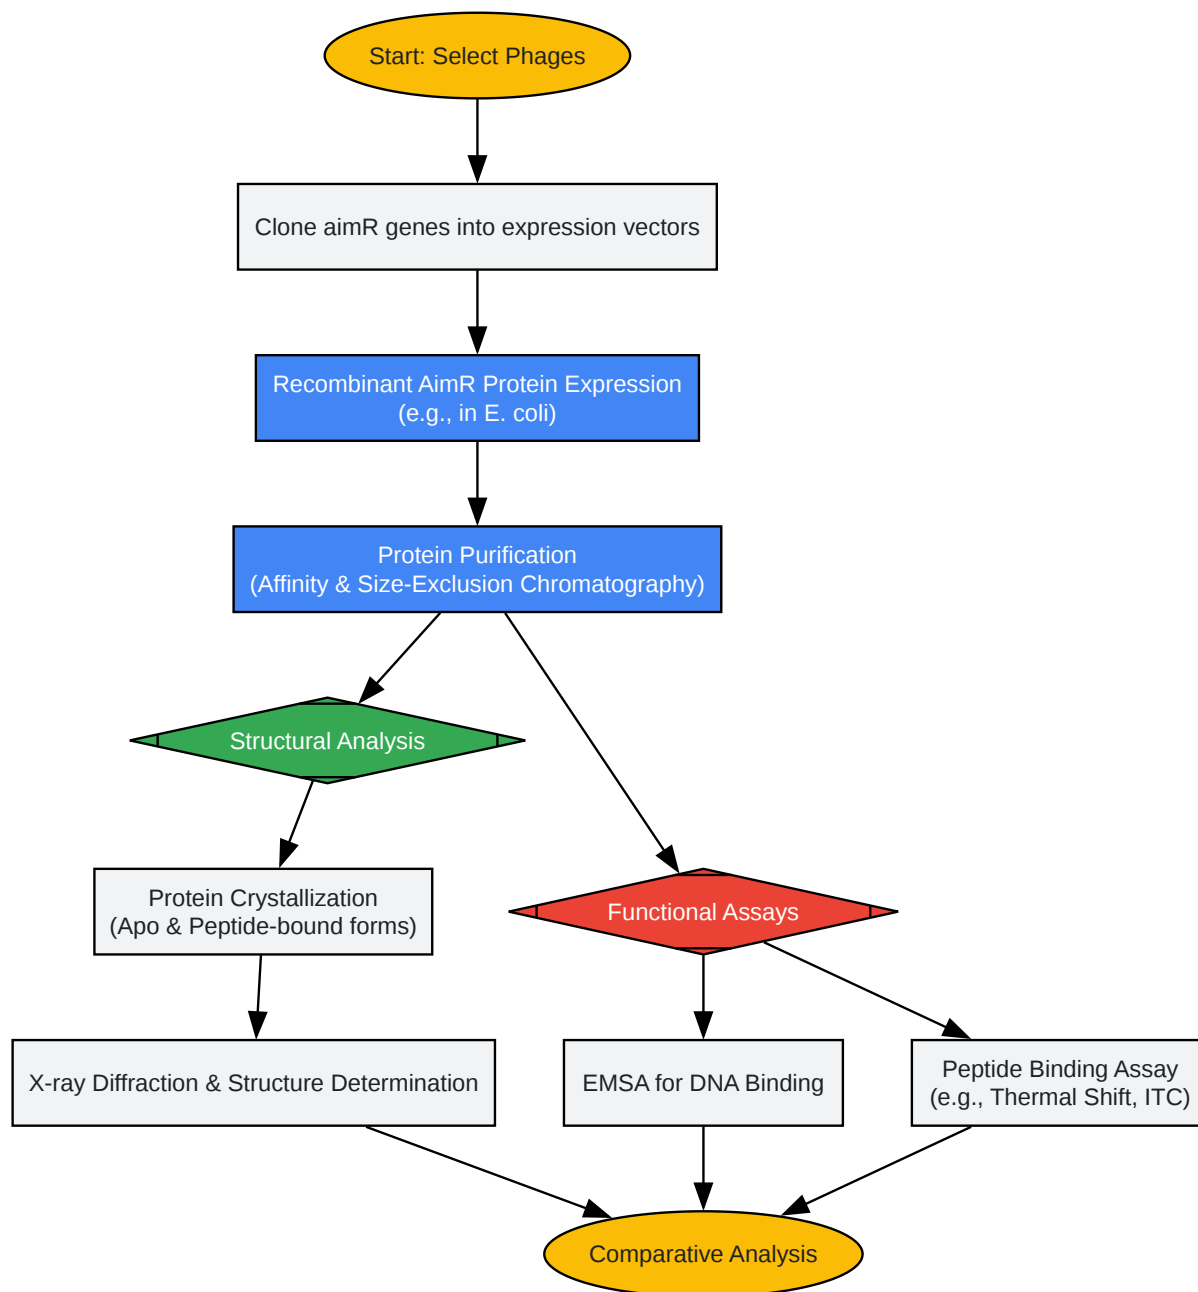 Start: Select Phages
Clone aimR genes into expression vectors
Recombinant AimR Protein Expression
(e.g., in E. coli)
Protein Purification
(Affinity & Size-Exclusion Chromatography)
Structural Analysis
Protein Crystallization
(Apo & Peptide-bound forms)
Functional Assays
X-ray Diffraction & Structure Determination
EMSA for DNA Binding
Peptide Binding Assay
(e.g., Thermal Shift, ITC)
Comparative Analysis